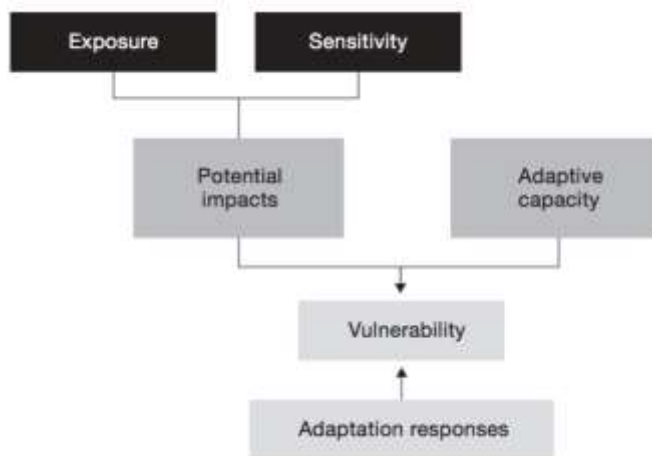 Exposure
Sensitivity
Potential
impacts
Adaptive
capacity
Vulnerability
Adaptation responses